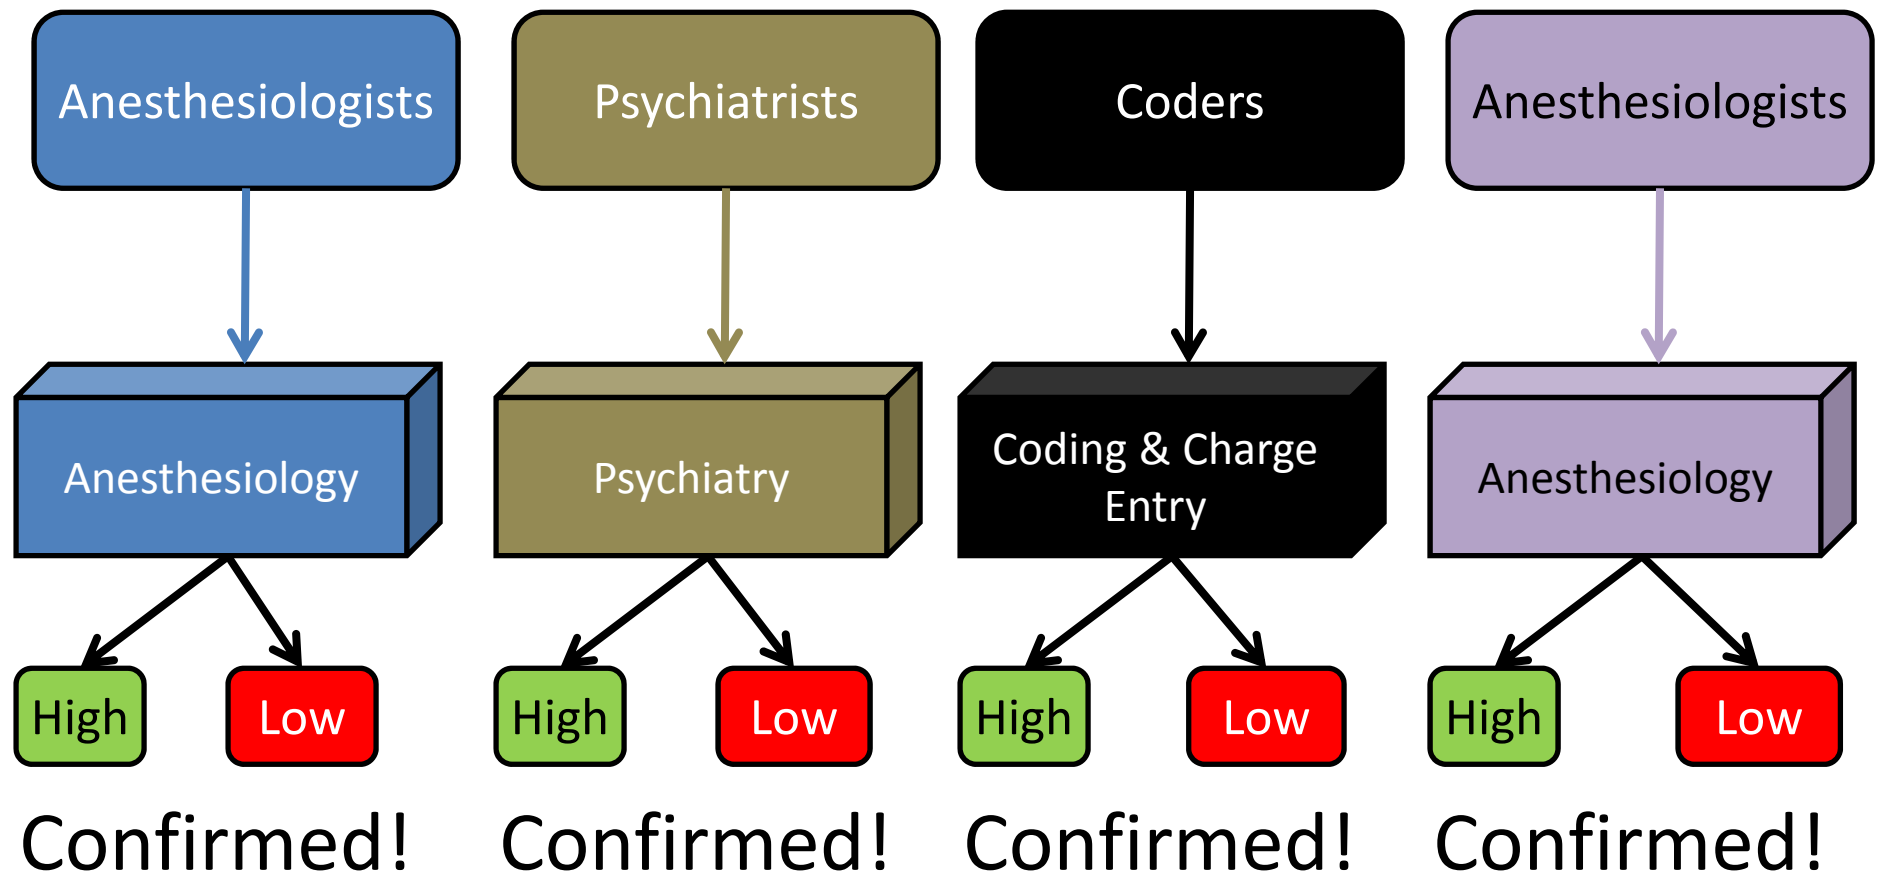 Anesthesiologists
Psychiatrists
Coders
Anesthesiologists
Anesthesiology
Psychiatry
Coding & Charge
Entry
Anesthesiology
High
Low
High
Low
High
Low
High
Low
Confirmed!
Confirmed!
Confirmed!
Confirmed!